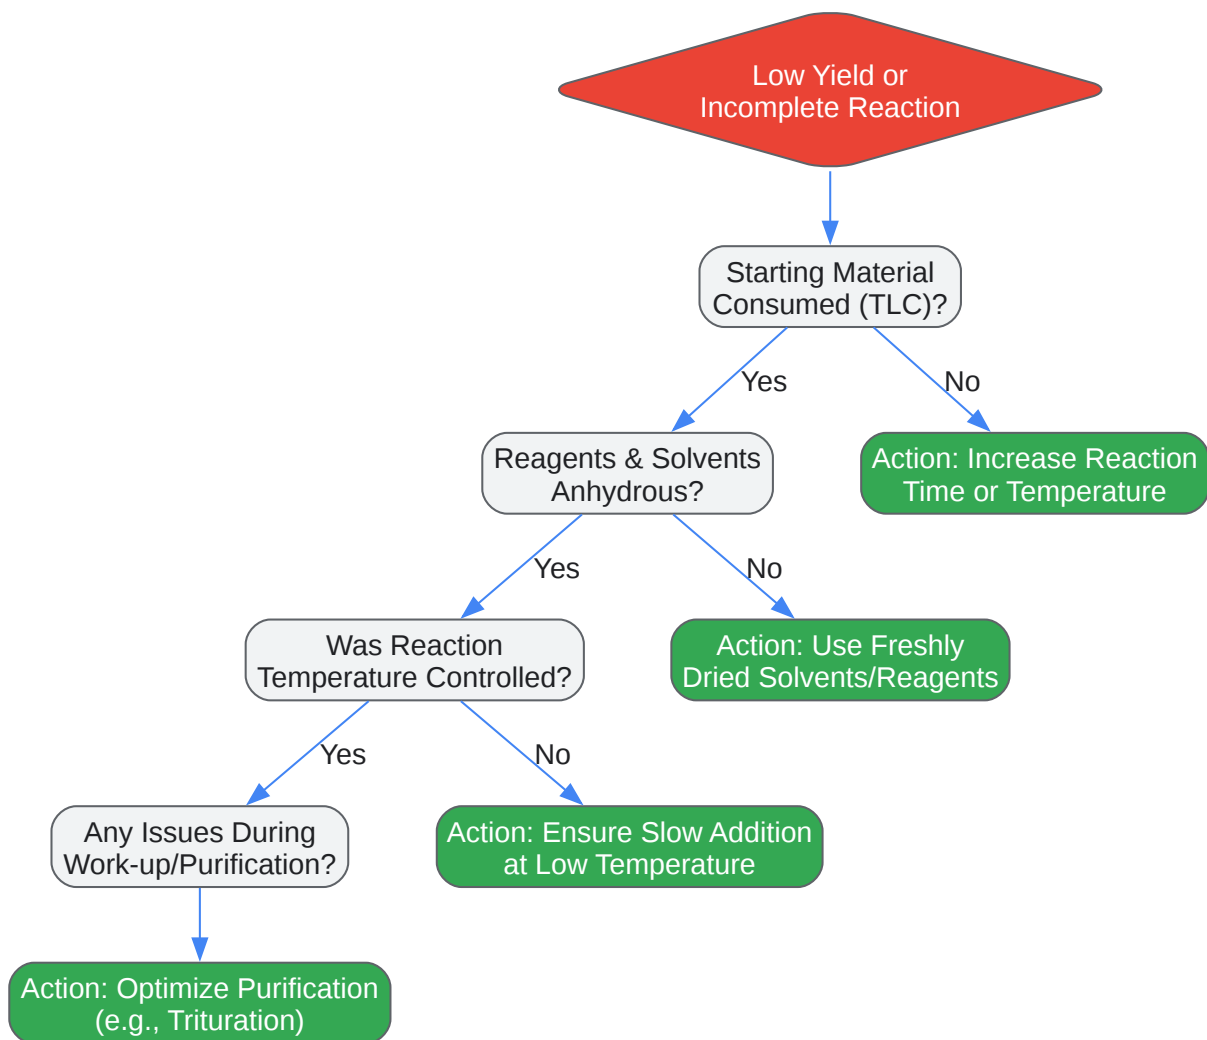 Low Yield or
Incomplete Reaction
Starting Material
Consumed (TLC)?
Yes
No
Reagents & Solvents
Anhydrous?
Action: Increase Reaction
Time or Temperature
Yes
No
Was Reaction
Temperature Controlled?
Action: Use Freshly
Dried Solvents/Reagents
Yes
No
Any Issues During
Work-up/Purification?
Action: Ensure Slow Addition
at Low Temperature
Action: Optimize Purification
(e.g., Trituration)